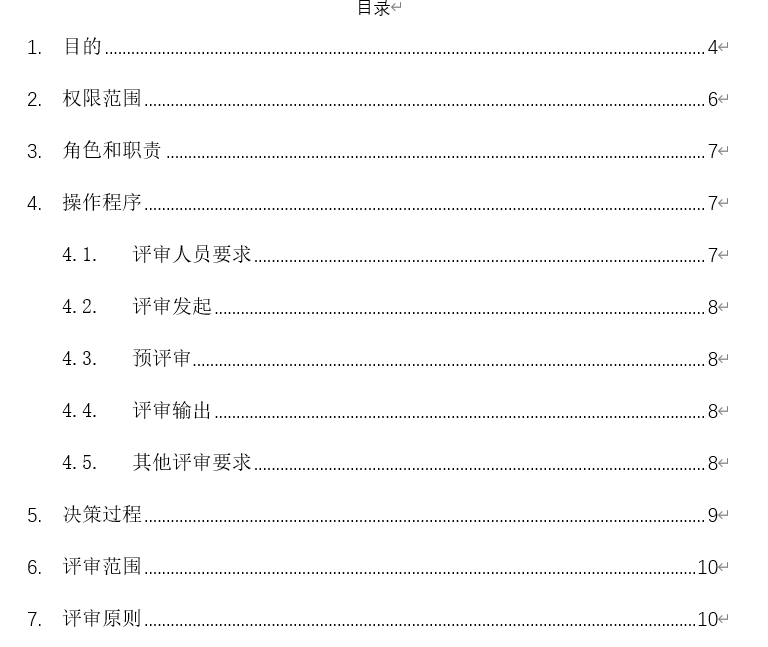 目录
1. 目的 4
2. 权限范围 6
3. 角色和职责 7
4. 操作程序 7
4.1. 评审人员要求 7
4.2. 评审发起 8
4.3. 预评审 8
4.4. 评审输出 8
4.5. 其他评审要求 8
5. 决策过程 9
6. 评审范围 10
7. 评审原则 10